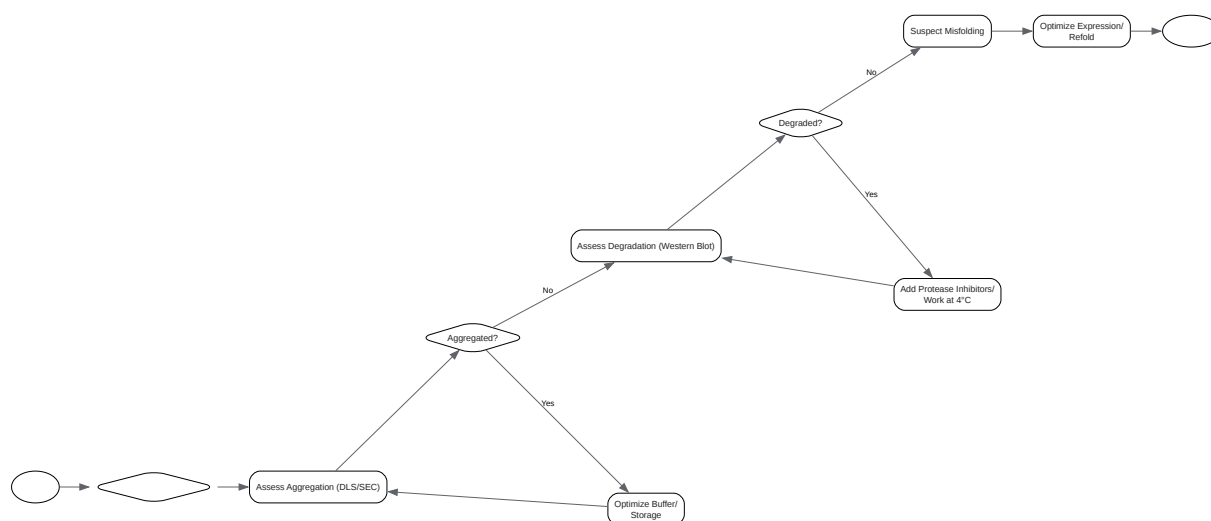 Suspect Misfolding
Optimize Expression/
Refold
No
Degraded?
Yes
Assess Degradation (Western Blot)
Add Protease Inhibitors/
Work at 4°C
No
Aggregated?
Yes
Assess Aggregation (DLS/SEC)
Optimize Buffer/
Storage